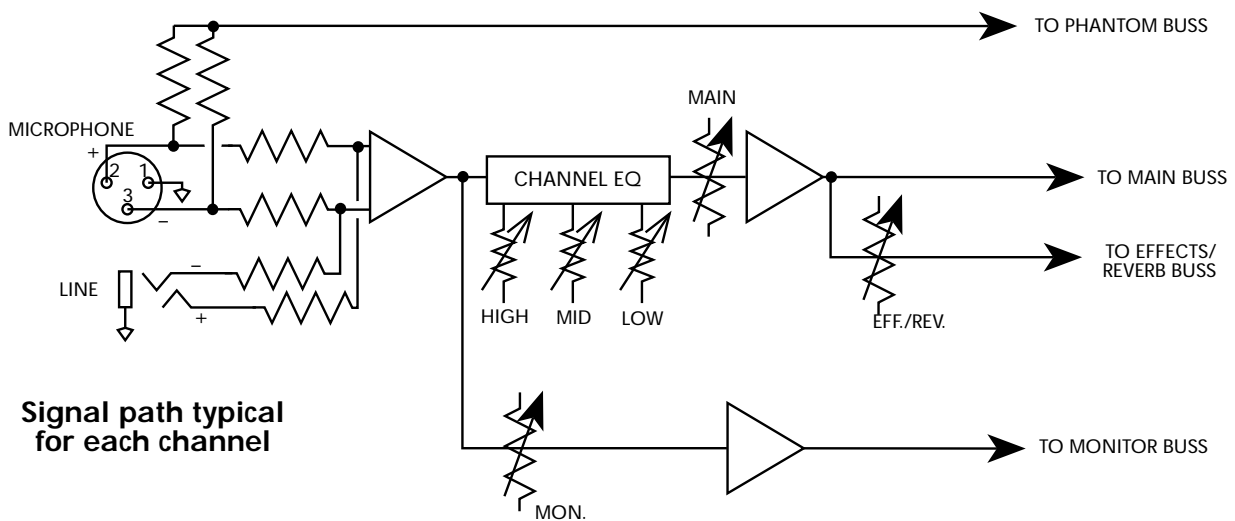 TO PHANTOM BUSS
MAIN
MICROPHONE
+
2
1
3
−
CHANNEL EQ
TO MAIN BUSS
TO EFFECTS/
REVERB BUSS
LINE
−
+
HIGH
MID
LOW
EFF./REV.
Signal path typical
for each channel
MON.
TO MONITOR BUSS